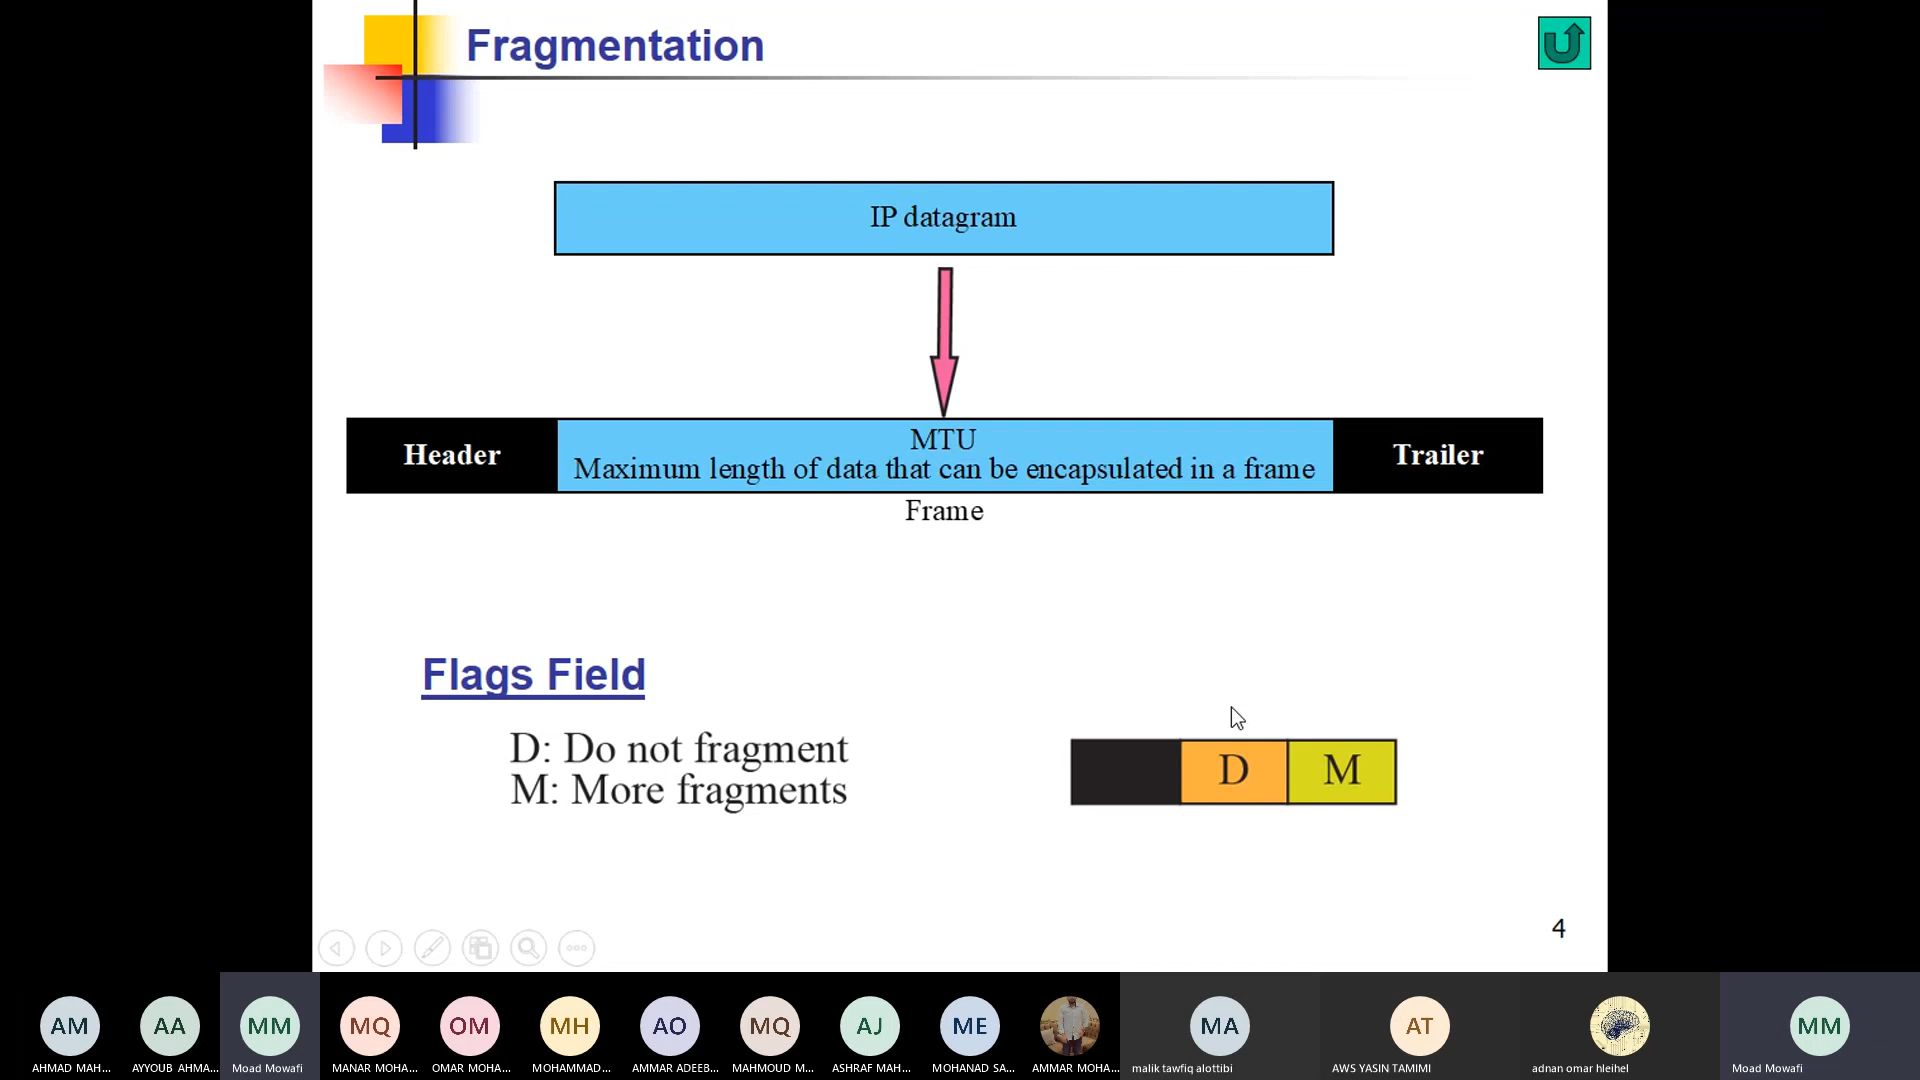 Fragmentation
IP datagram
Header
MTU
Maximum length of data that can be encapsulated in a frame
Trailer
Frame
Flags Field
D: Do not fragment
M: More fragments
D
M
4
AM
AA
MM
MQ
OM
MH
AO
MQ
AJ
ME
MA
AT
MM
AHMAD MAH...
AYYOUB AHMA...
Moad Mowafi
MANAR MOHA...
OMAR MOHA...
MOHAMMAD...
AMMAR ADEEB...
MAHMOUD M...
ASHRAF MAH...
MOHANAD SA...
AMMAR MOHA...
malik tawfiq alottibi
AWS YASIN TAMIMI
adnan omar hleihel
Moad Mowafi